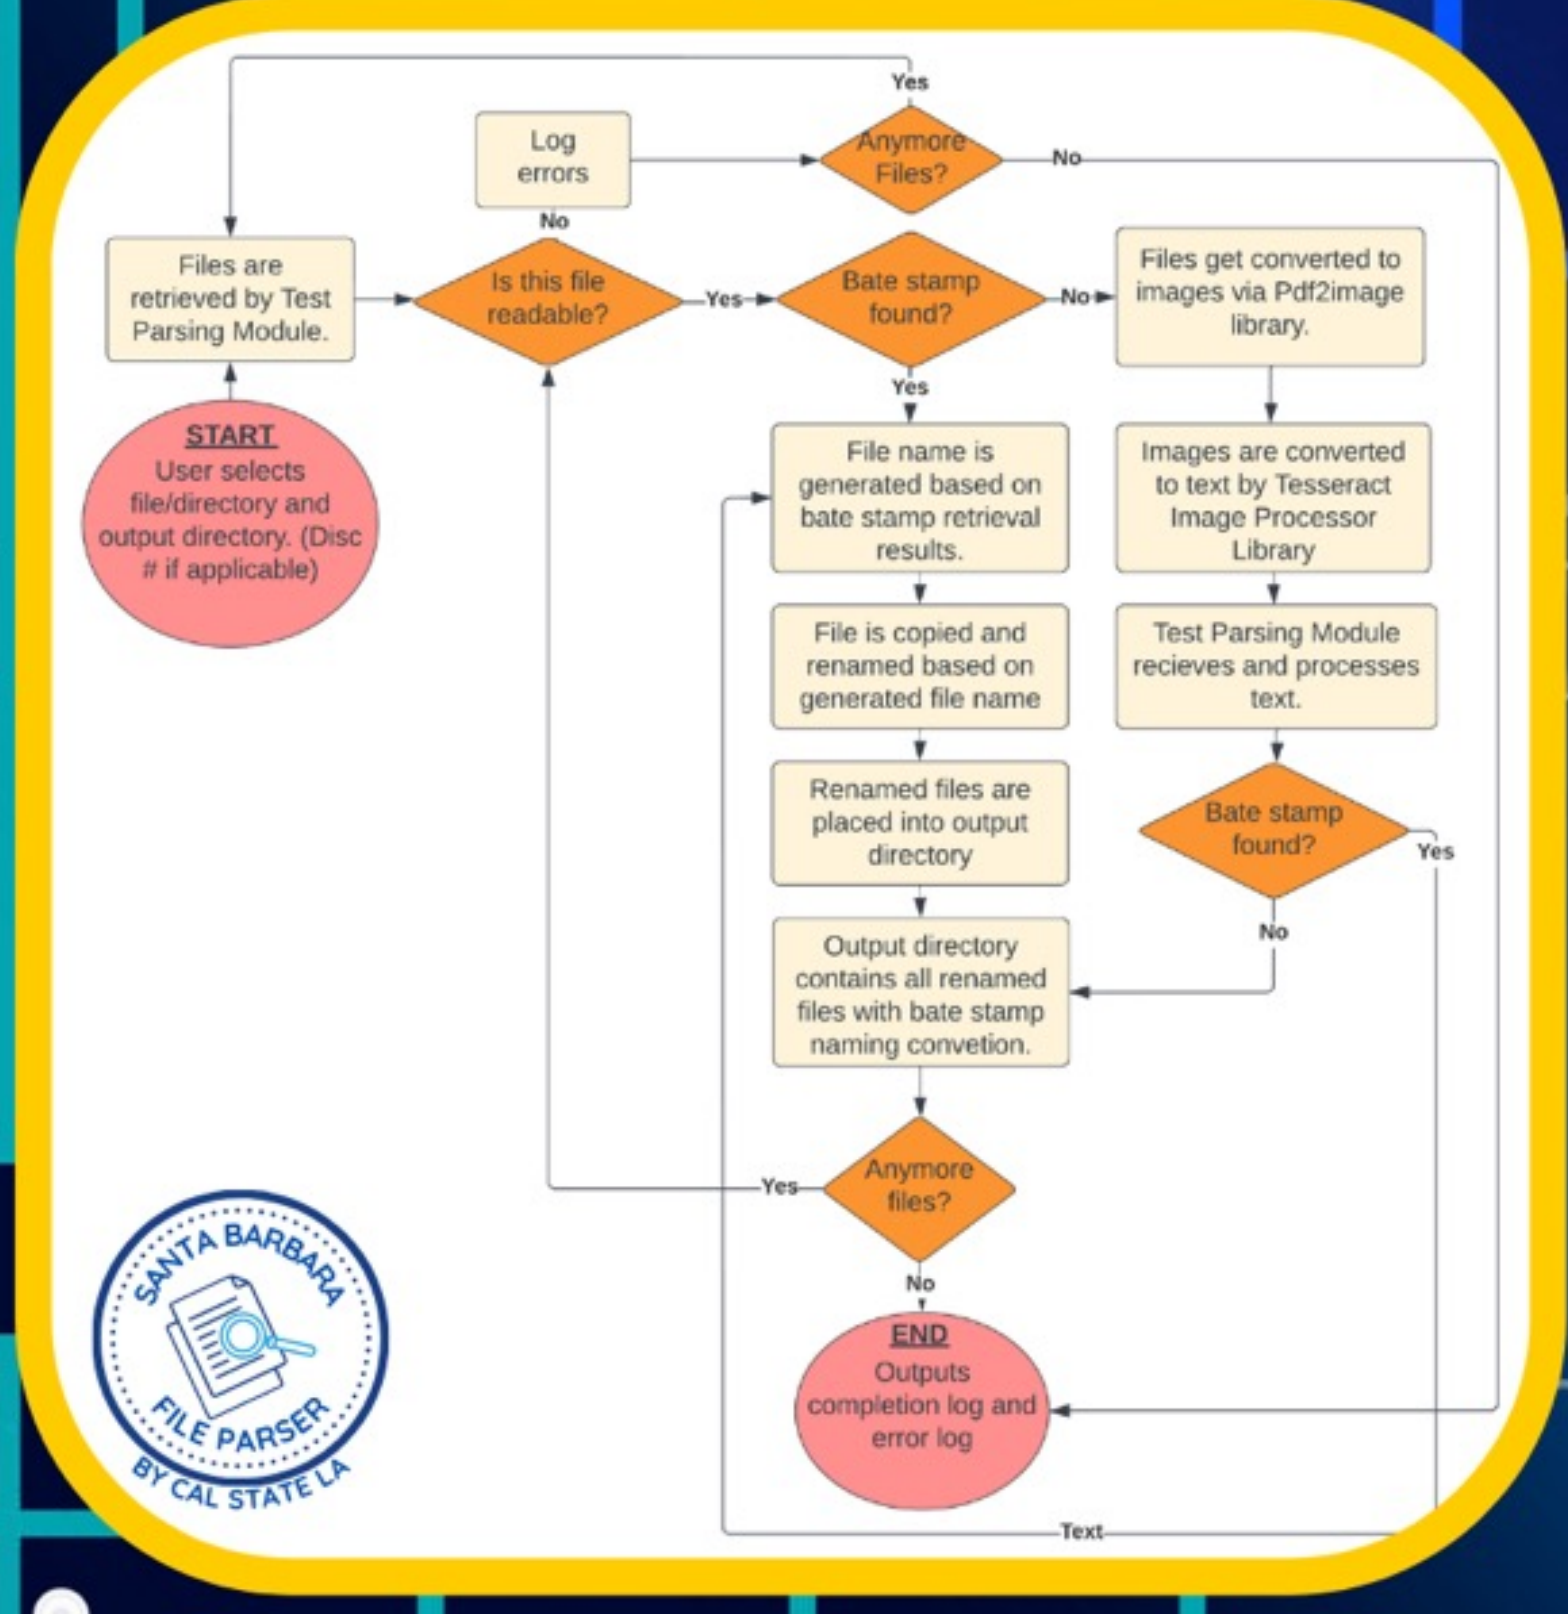 Yes
Log
errors
Anymore
Files?
No
No
Files are
retrieved by Test
Parsing Module.
Is this file
readable?
Yes
Bate stamp
found?
No
Files get converted to
images via Pdf2image
library.
Yes
START
User selects
file/directory and
output directory. (Disc
# if applicable)
File name is
generated based on
bate stamp retrieval
results.
Images are converted
to text by Tesseract
Image Processor
Library
File is copied and
renamed based on
generated file name
Test Parsing Module
recieves and processes
text.
Renamed files are
placed into output
directory
Bate stamp
found?
Yes
No
Output directory
contains all renamed
files with bate stamp
naming convetion.
Anymore
files?
Yes
No
END
Outputs
completion log and
error log
Text
SANTA BARBARA
FILE PARSER
BY CAL STATE LA